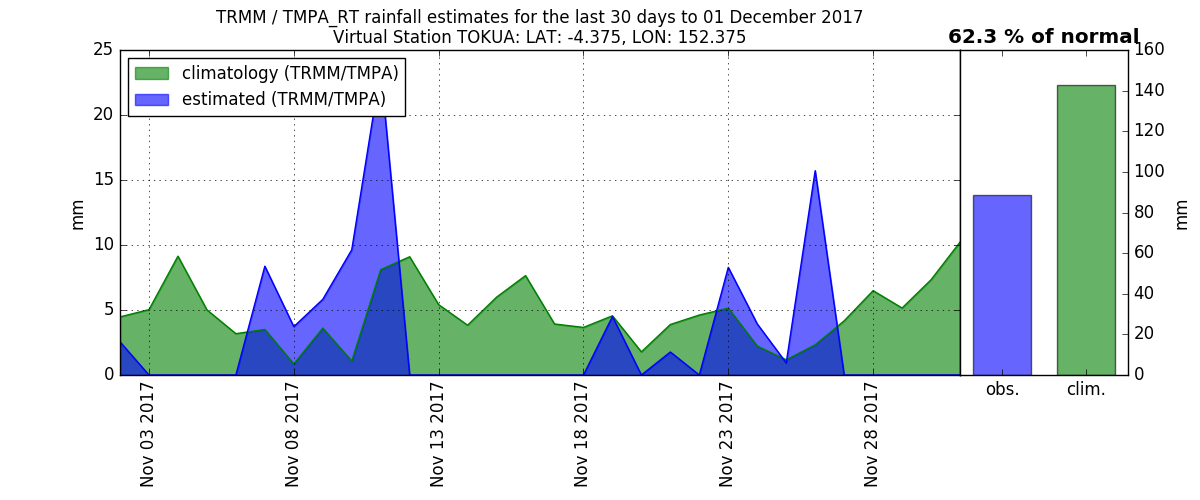 TRMM / TMPA_RT rainfall estimates for the last 30 days to 01 December 2017
Virtual Station TOKUA: LAT: -4.375, LON: 152.375
62.3 % of normal
climatology (TRMM/TMPA)
estimated (TRMM/TMPA)
25
20
15
10
5
0
mm
160
140
120
100
80
60
40
20
0
mm
Nov 03 2017
Nov 08 2017
Nov 13 2017
Nov 18 2017
Nov 23 2017
Nov 28 2017
obs.
clim.